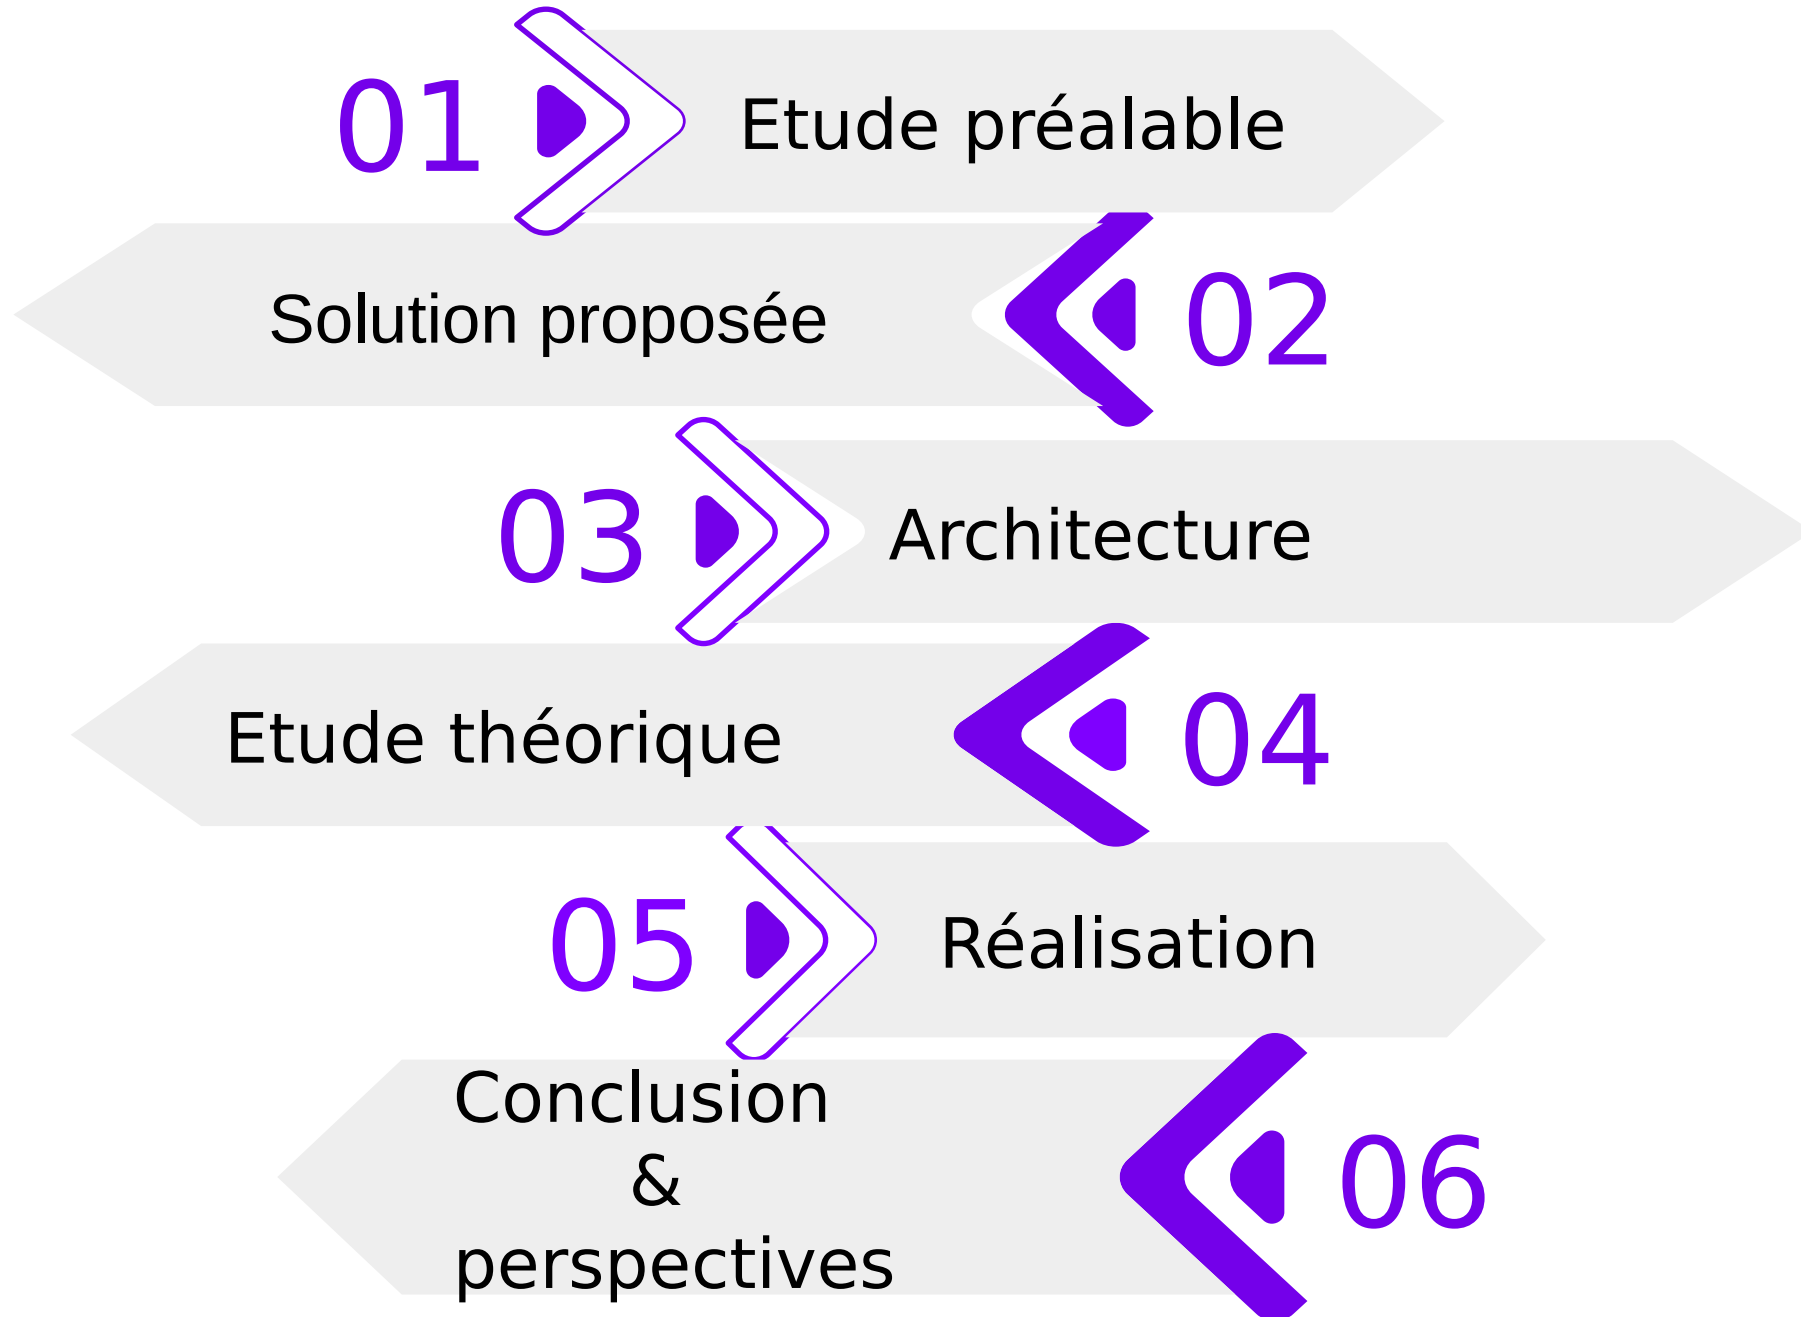 01 Etude préalable
Solution proposée 02
03 Architecture
Etude théorique 04
05 Réalisation
Conclusion
&
perspectives
06